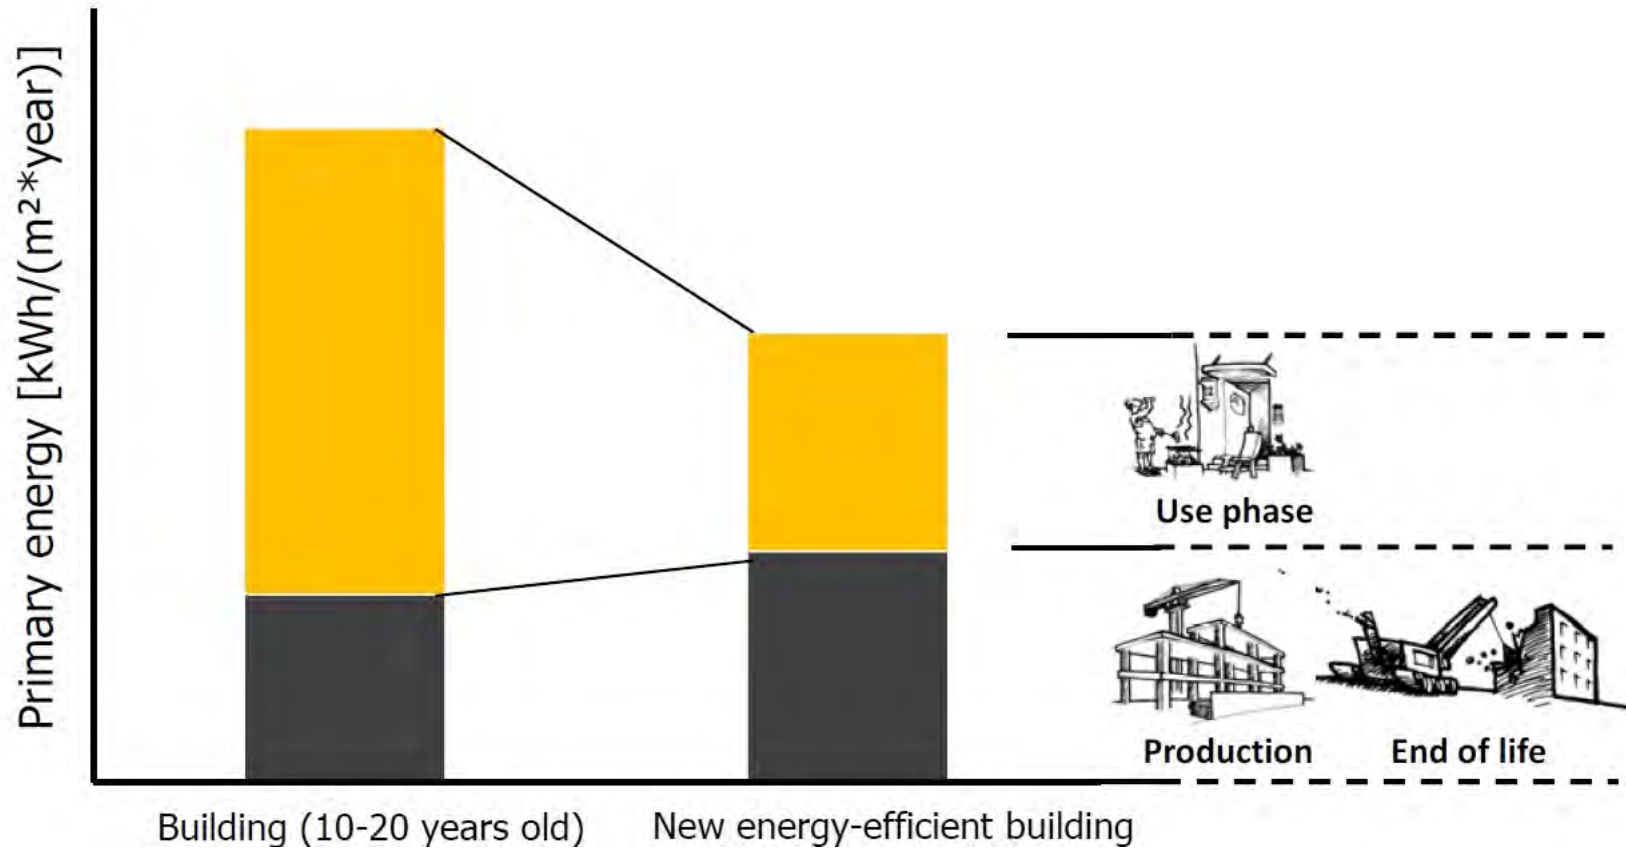 Primary energy [kWh/(m²*year)]
Use phase
Production
End of life
Building (10-20 years old)
New energy-efficient building